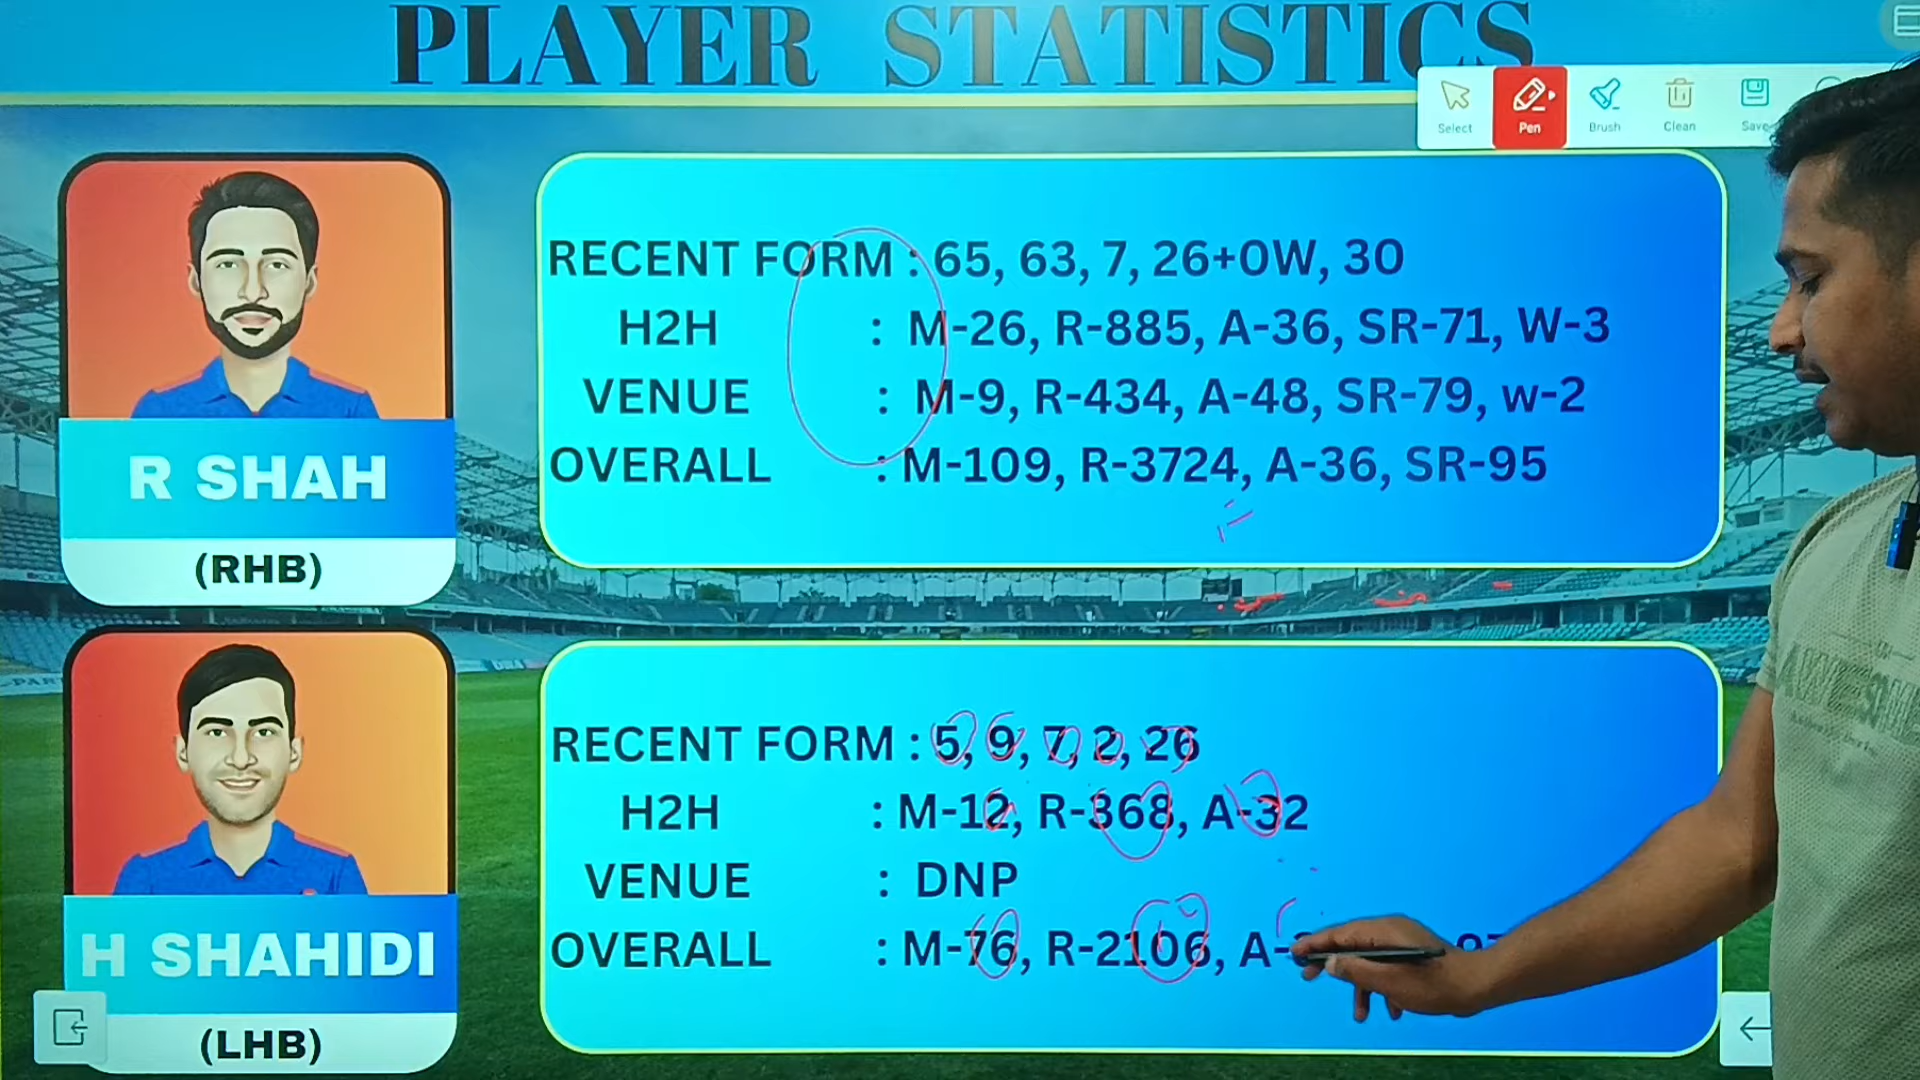 PLAYER STATISTICS
Select Pen Brush Clean Save
RECENT FORM : 65, 63, 7, 26+0W, 30
H2H : M-26, R-885, A-36, SR-71, W-3
VENUE : M-9, R-434, A-48, SR-79, w-2
OVERALL : M-109, R-3724, A-36, SR-95
R SHAH
(RHB)
RECENT FORM : 5, 9, 7, 2, 26
H2H : M-12, R-368, A-32
VENUE : DNP
OVERALL : M-76, R-2106, A-
H SHAHIDI
(LHB)